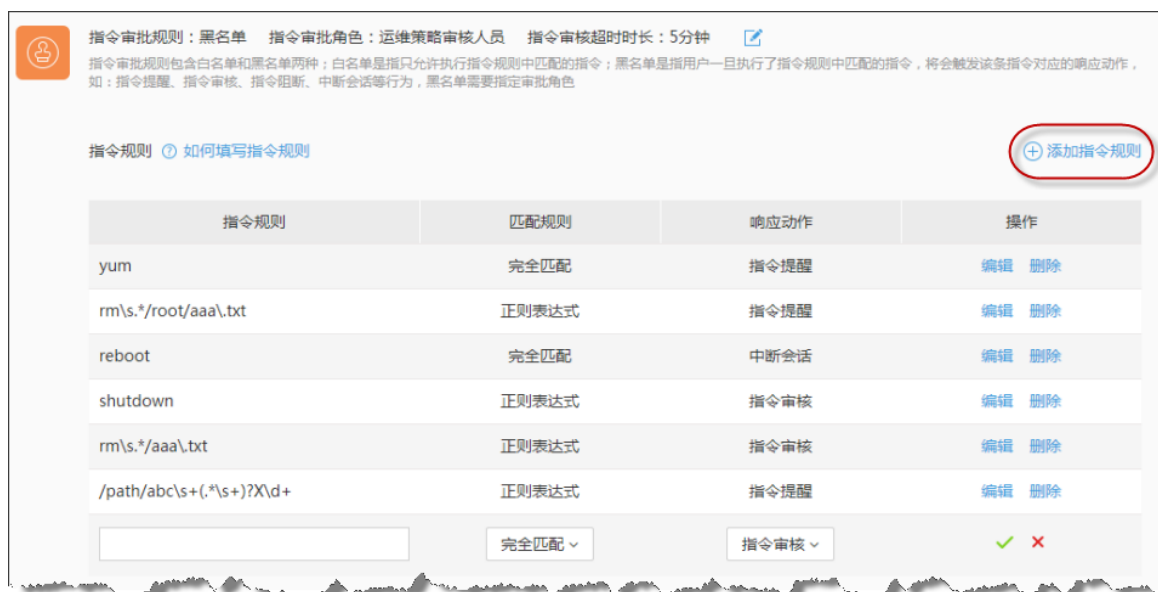 指令审批规则：黑名单 指令审批角色：运维策略审核人员 指令审核超时时长：5分钟
指令审批规则包含白名单和黑名单两种；白名单是指只允许执行指令规则中匹配的指令；黑名单是指用户一旦执行了指令规则中匹配的指令，将会触发该条指令对应的响应动作，
如：指令提醒、指令审核、指令阻断、中断会话等行为，黑名单需要指定审批角色
指令规则 ? 如何填写指令规则 添加指令规则
指令规则 匹配规则 响应动作 操作
yum 完全匹配 指令提醒 编辑 删除
rm\s.*/root/aaa\.txt 正则表达式 指令提醒 编辑 删除
reboot 完全匹配 中断会话 编辑 删除
shutdown 正则表达式 指令审核 编辑 删除
rm\s.*/aaa\.txt 正则表达式 指令审核 编辑 删除
/path/abc\s+(.*\s+)?X\d+ 正则表达式 指令提醒 编辑 删除
完全匹配 指令审核